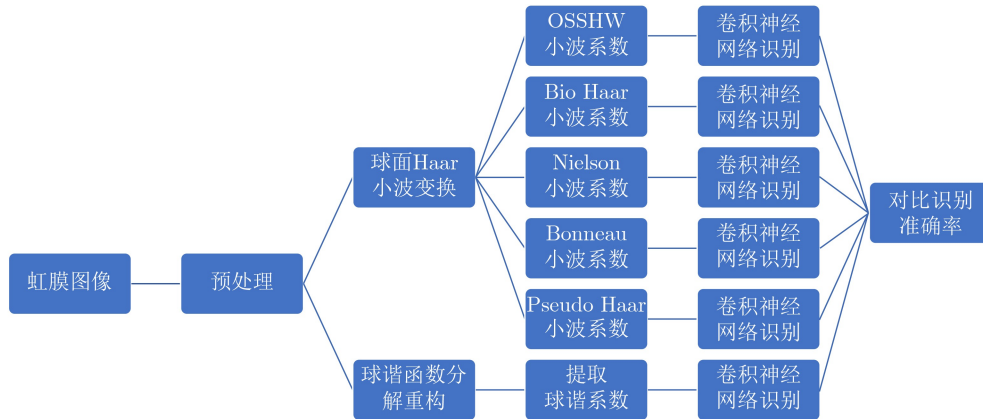 虹膜图像
预处理
球面Haar
小波变换
OSSHW
小波系数
卷积神经
网络识别
Bio Haar
小波系数
卷积神经
网络识别
Nielson
小波系数
卷积神经
网络识别
Bonneau
小波系数
卷积神经
网络识别
Pseudo Haar
小波系数
卷积神经
网络识别
球谐函数分
解重构
提取
球谐系数
卷积神经
网络识别
对比识别
准确率